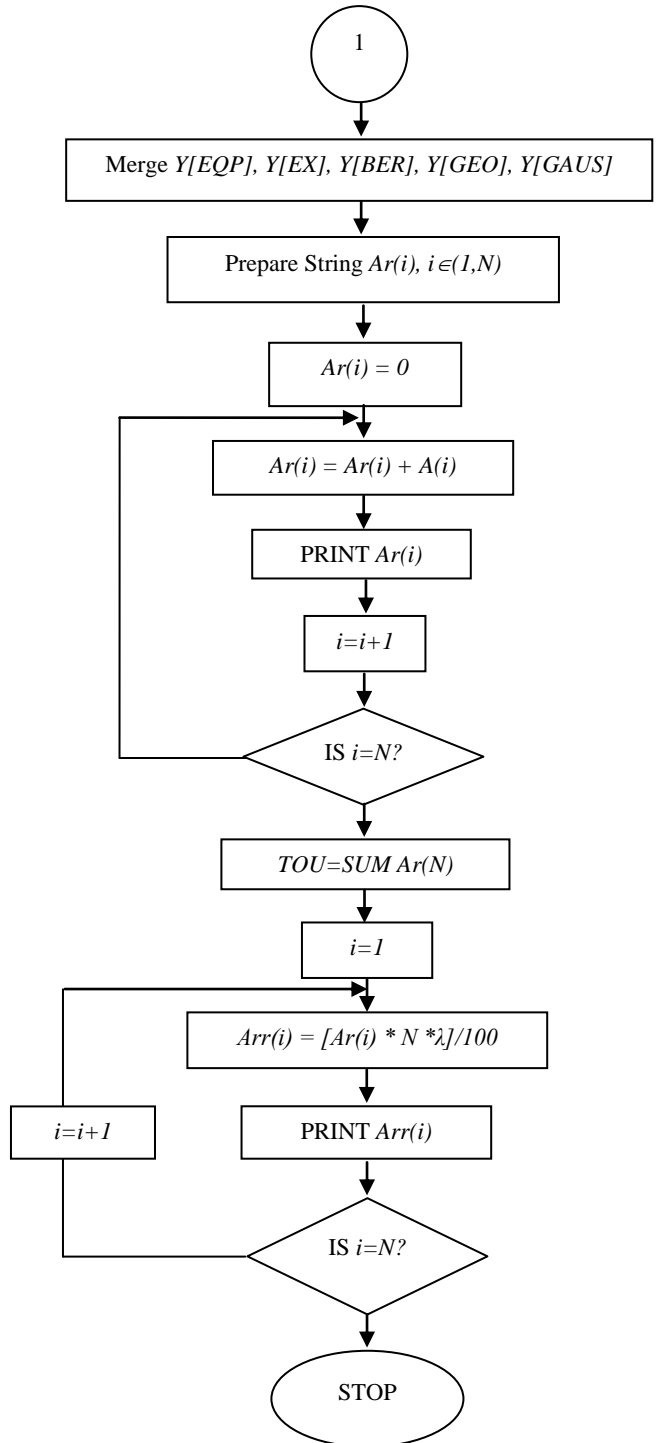 1
Merge Y[EQP], Y[EX], Y[BER], Y[GEO], Y[GAUS]
Prepare String Ar(i), i∈(1,N)
Ar(i) = 0
Ar(i) = Ar(i) + A(i)
PRINT Ar(i)
i=i+1
IS i=N?
TOU=SUM Ar(N)
i=1
Arr(i) = [Ar(i) * N *λ]/100
i=i+1
PRINT Arr(i)
IS i=N?
STOP